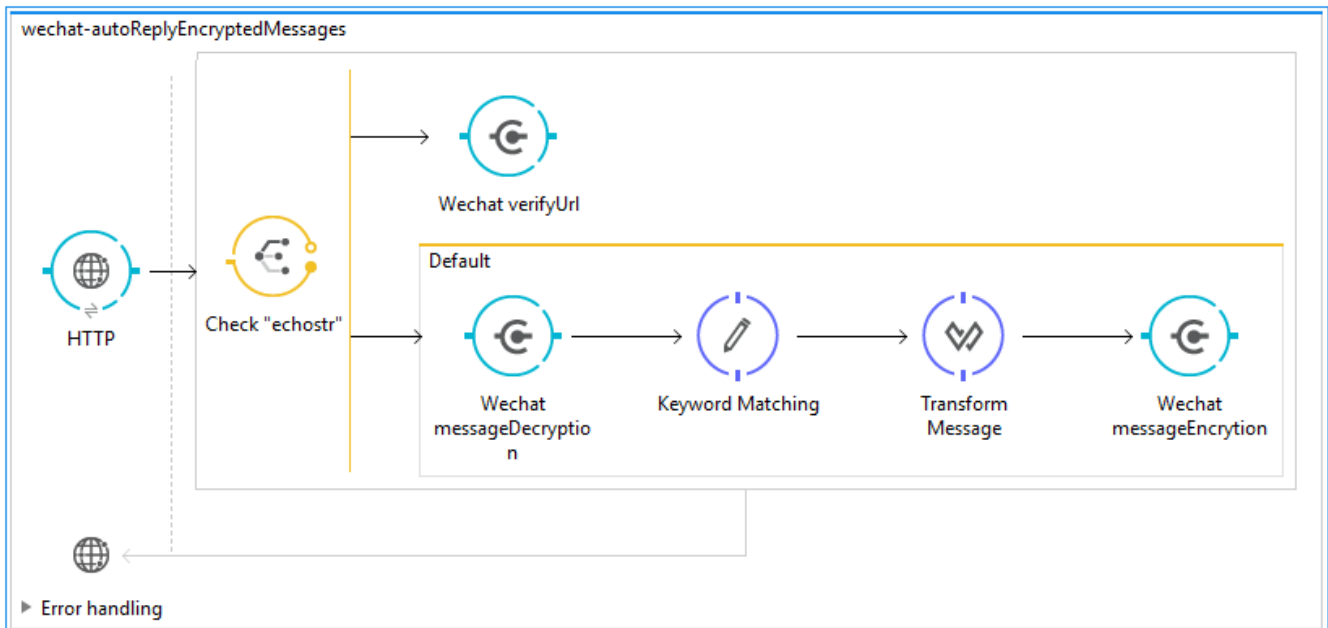 wechat-autoReplyEncryptedMessages
Wechat verifyUrl
Default
HTTP
Check "echostr"
Wechat
messageDecryptio
n
Keyword Matching
Transform
Message
Wechat
messageEncrytion
Error handling